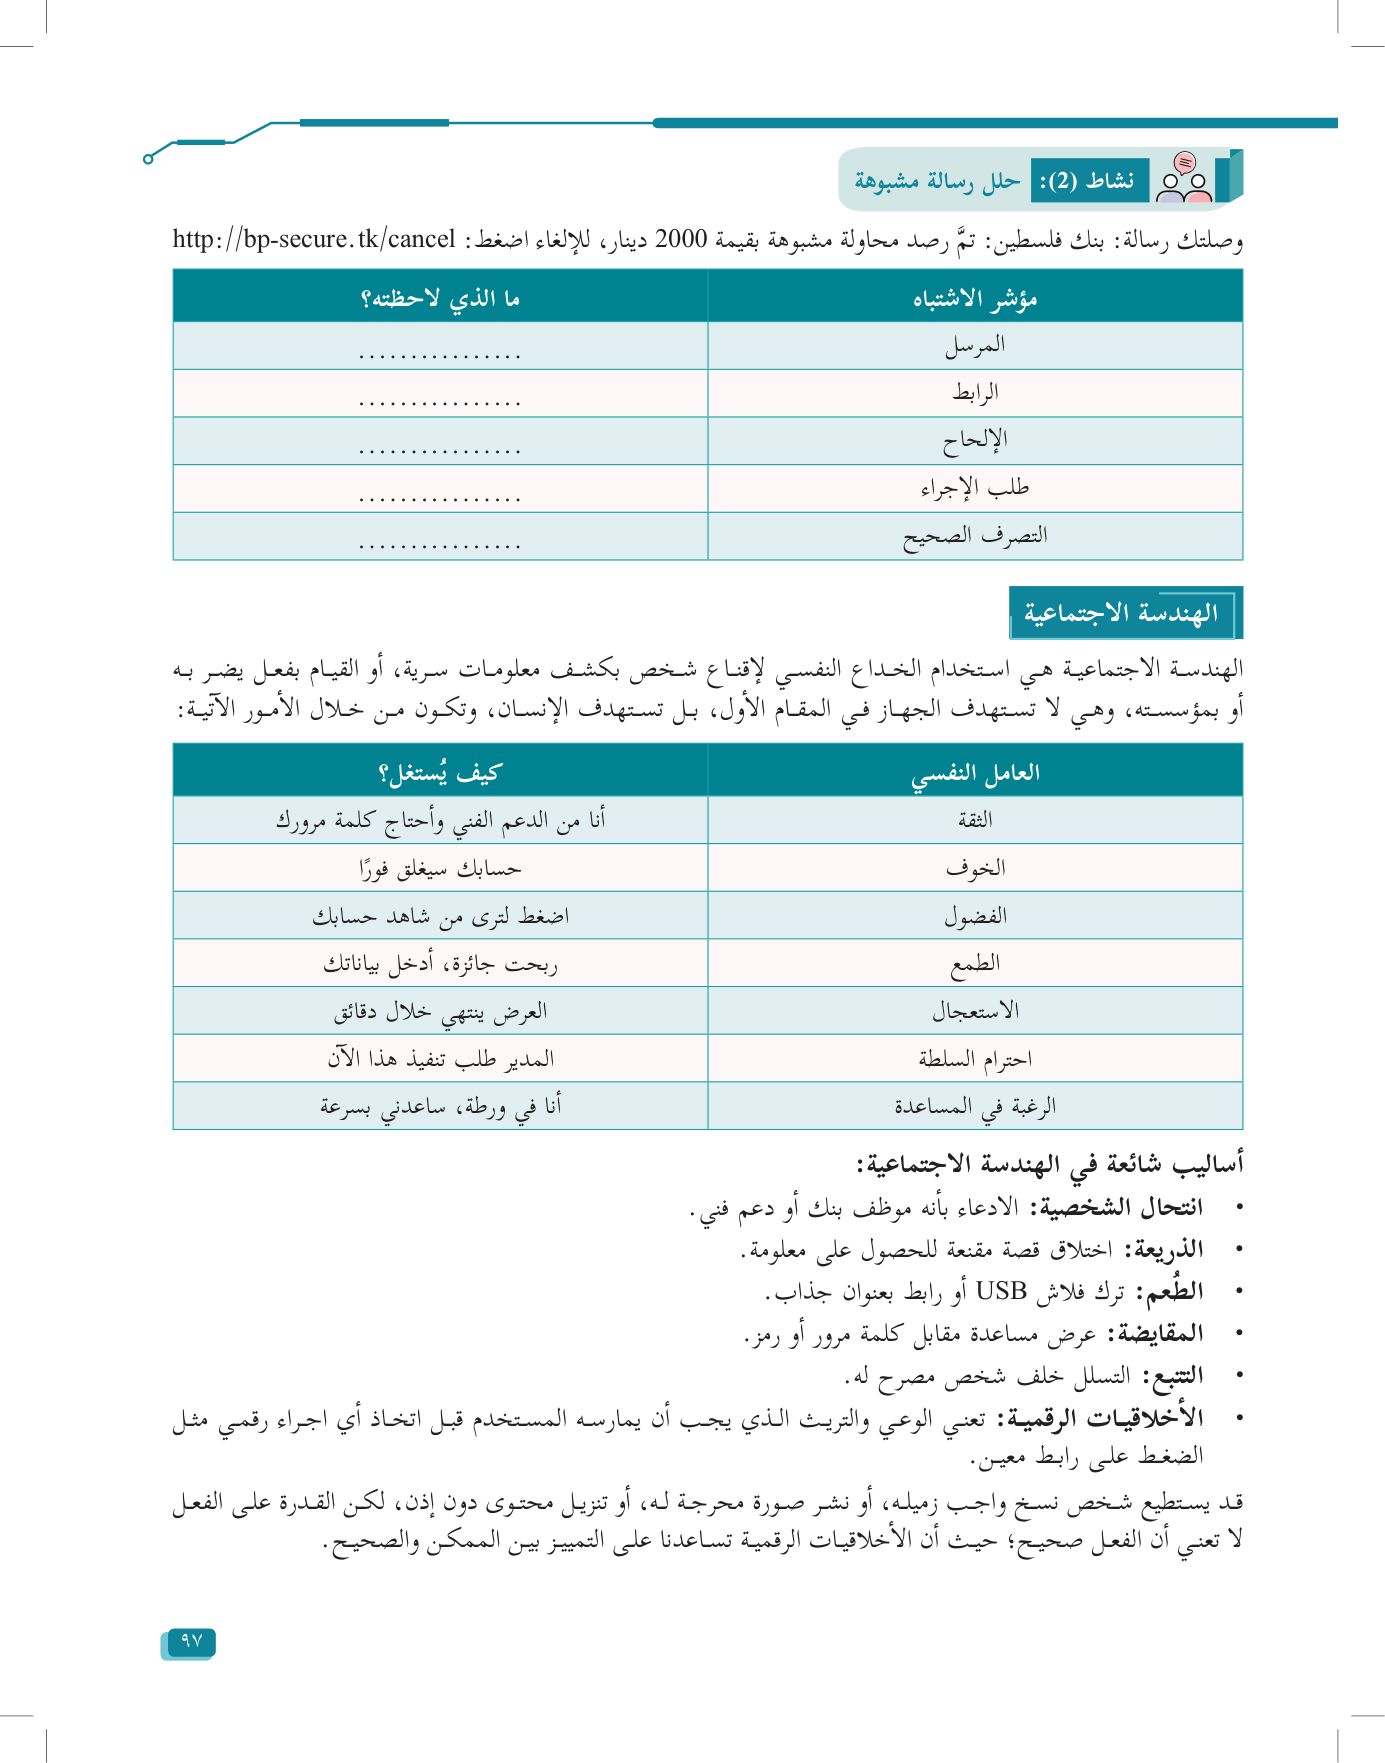 نشاط (2): حلل رسالة مشبوهة
وصلتك رسالة: بنك فلسطين: تمَّ رصد محاولة مشبوهة بقيمة 2000 دينار، للإلغاء اضغط: http://bp-secure.tk/cancel
مؤشر الاشتباه ما الذي لاحظته؟
المرسل ................
الرابط ................
الإلحاح ................
طلب الإجراء ................
التصرف الصحيح ................
الهندسة الاجتماعية
الهندسة الاجتماعية هي استخدام الخداع النفسي لإقناع شخص بكشف معلومات سرية، أو القيام بفعل يضر به
أو بمؤسسته، وهي لا تستهدف الجهاز في المقام الأول، بل تستهدف الإنسان، وتكون من خلال الأمور الآتية:
العامل النفسي كيف يُستغل؟
الثقة أنا من الدعم الفني وأحتاج كلمة مرورك
الخوف حسابك سيغلق فورًا
الفضول اضغط لترى من شاهد حسابك
الطمع ربحت جائزة، أدخل بياناتك
الاستعجال العرض ينتهي خلال دقائق
احترام السلطة المدير طلب تنفيذ هذا الآن
الرغبة في المساعدة أنا في ورطة، ساعدني بسرعة
أساليب شائعة في الهندسة الاجتماعية:
• انتحال الشخصية: الادعاء بأنه موظف بنك أو دعم فني.
• الذريعة: اختلاق قصة مقنعة للحصول على معلومة.
• الطُعم: ترك فلاش USB أو رابط بعنوان جذاب.
• المقايضة: عرض مساعدة مقابل كلمة مرور أو رمز.
• التتبع: التسلل خلف شخص مصرح له.
• الأخلاقيات الرقمية: تعني الوعي والتريث الذي يجب أن يمارسه المستخدم قبل اتخاذ أي اجراء رقمي مثل
الضغط على رابط معين.
قد يستطيع شخص نسخ واجب زميله، أو نشر صورة محرجة له، أو تنزيل محتوى دون إذن، لكن القدرة على الفعل
لا تعني أن الفعل صحيح؛ حيث أن الأخلاقيات الرقمية تساعدنا على التمييز بين الممكن والصحيح.
٩٧